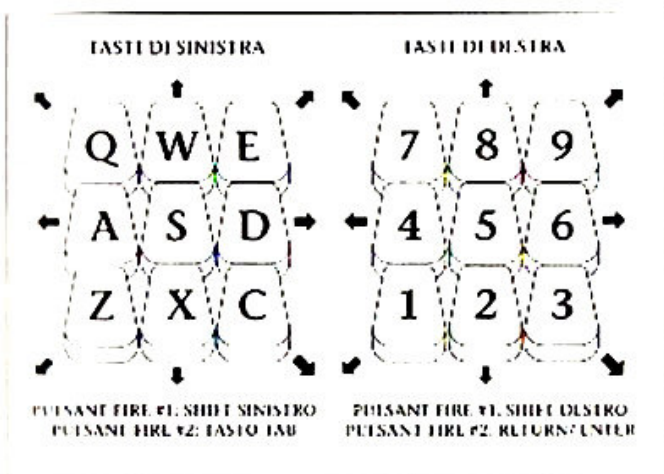 TASTI DI SINISTRA
Q W E
A S D
Z X C
PULSANT FIRE #1: SHIFT SINISTRO
PULSANT FIRE #2: TASTO TAB
TASTI DI DESTRA
7 8 9
4 5 6
1 2 3
PULSANT FIRE #1: SHIFT DESTRO
PULSANT FIRE #2: RETURN/ENTER